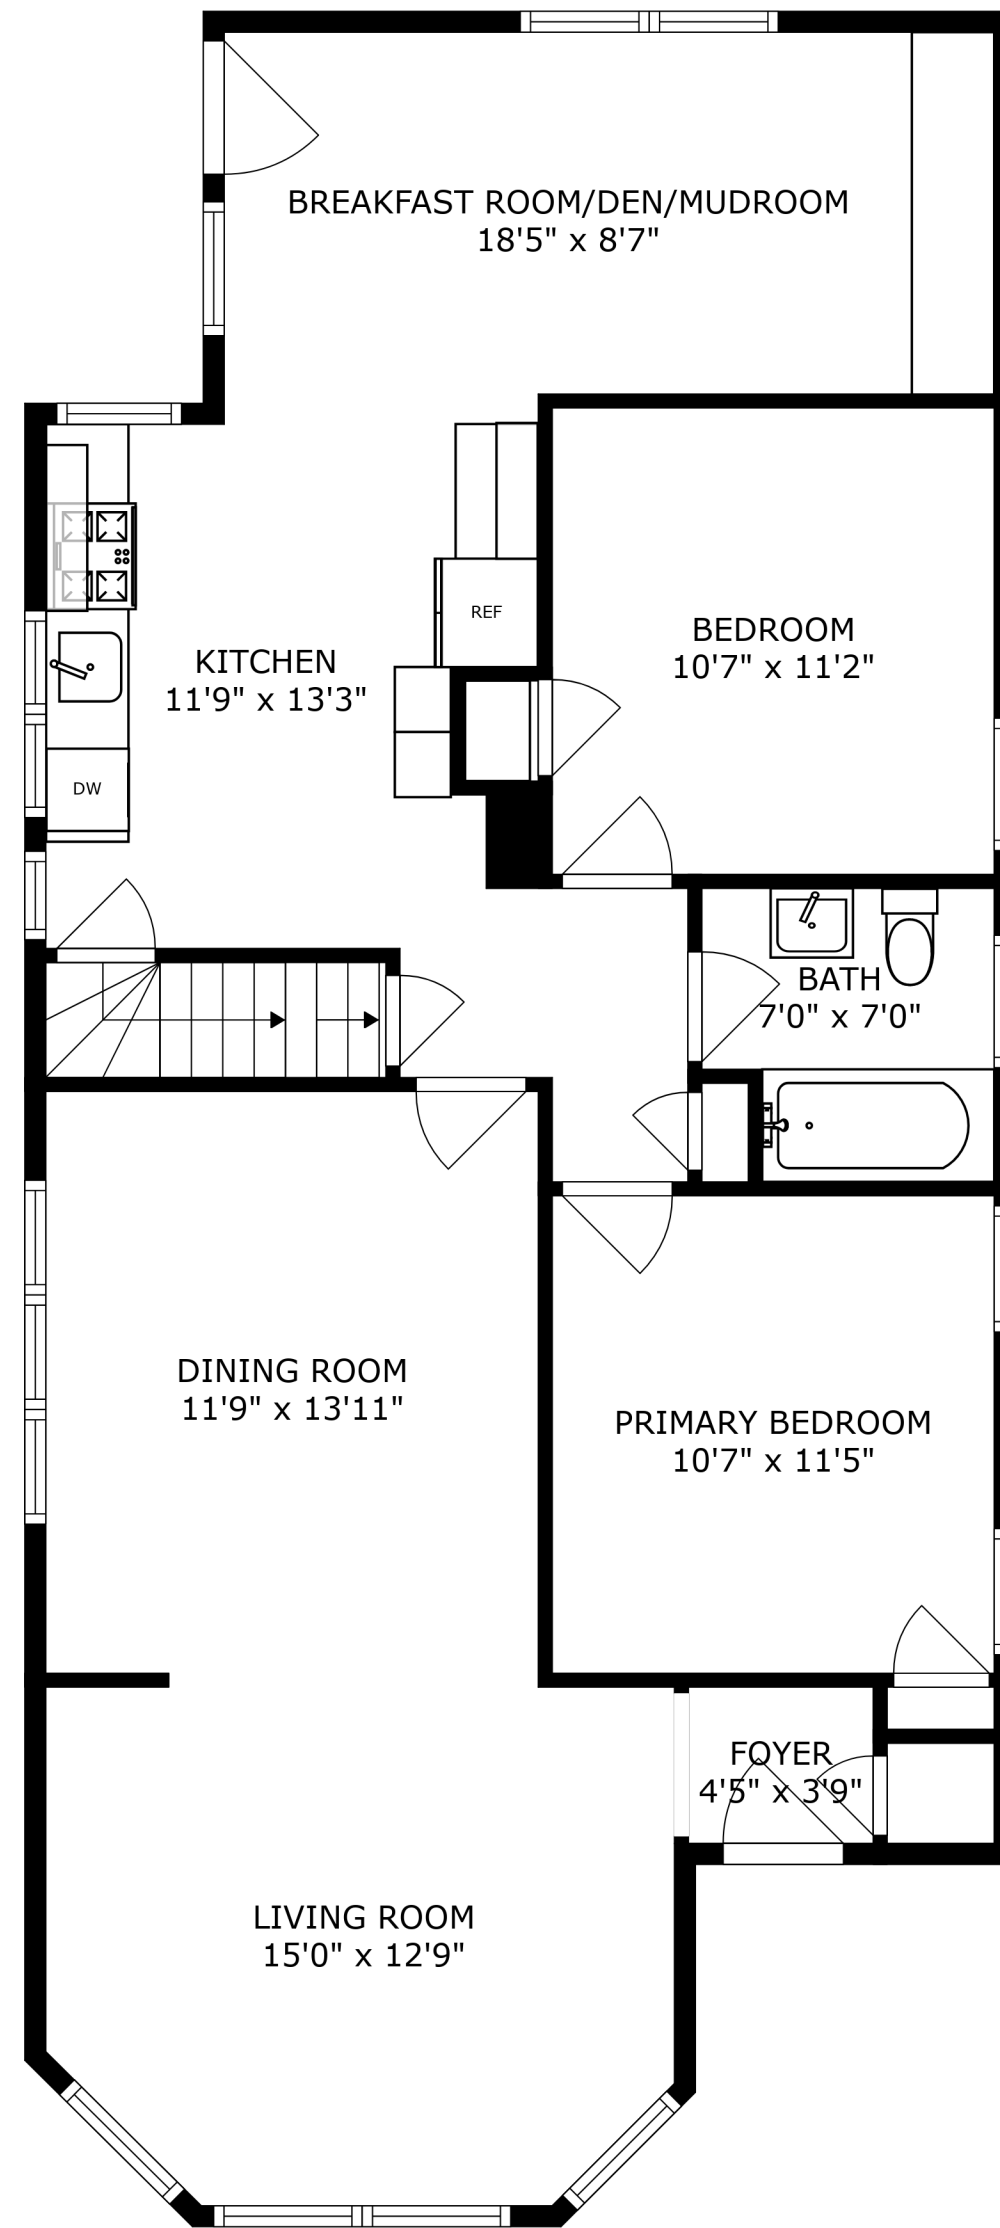 BREAKFAST ROOM/DEN/MUDROOM
18'5" x 8'7"
REF
BEDROOM
10'7" x 11'2"
KITCHEN
11'9" x 13'3"
DW
BATH
7'0" x 7'0"
DINING ROOM
11'9" x 13'11"
PRIMARY BEDROOM
10'7" x 11'5"
FOYER
4'5" x 3'9"
LIVING ROOM
15'0" x 12'9"